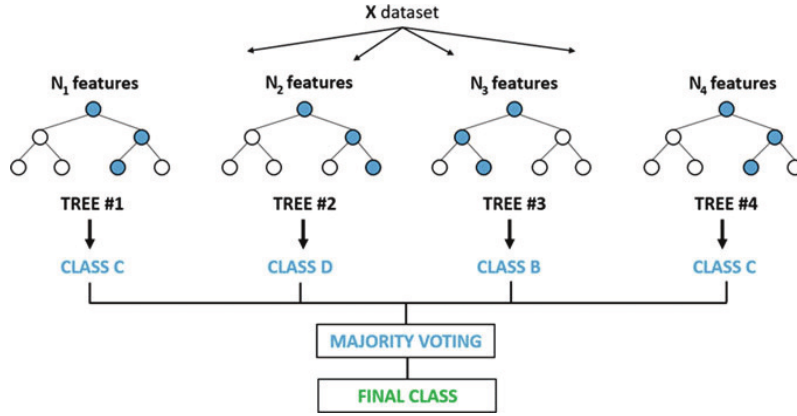 X dataset
N₁ features N₂ features N₃ features N₄ features
TREE #1 TREE #2 TREE #3 TREE #4
CLASS C CLASS D CLASS B CLASS C
MAJORITY VOTING
FINAL CLASS